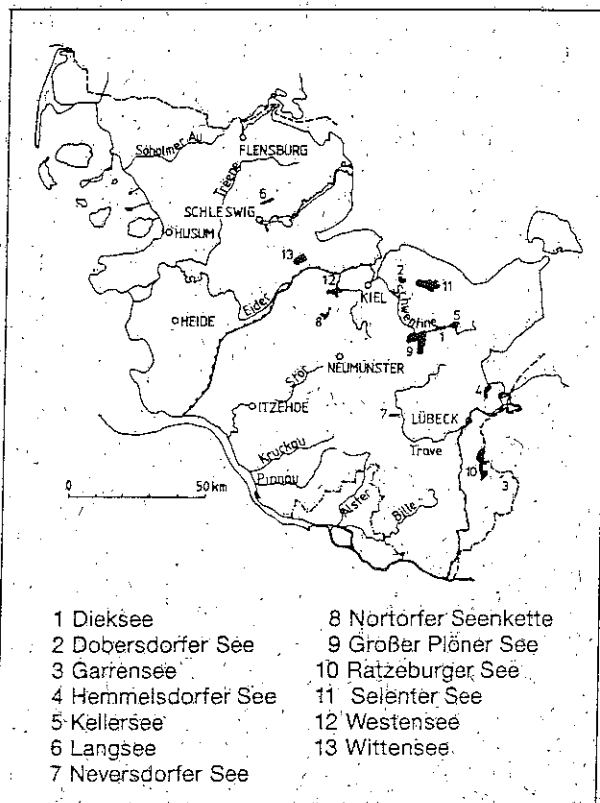 Soholmer Au
FLENSBURG
Treene
6
SCHLESWIG
HUSUM
13
12
2
11
KIEL
Eider
Schwentine
5
8
1
HEIDE
9
NEUMÜNSTER
Stör
4
ITZEHOE
7
LÜBECK
Trave
Kruckau
Pinnau
10
3
0 50 km
Alster
Bille
1 Dieksee
2 Dobersdorfer See
3 Garrensee
4 Hemmelsdorfer See
5 Kellersee
6 Langsee
7 Neversdorfer See
8 Nortorfer Seenkette
9 Großer Plöner See
10 Ratzeburger See
11 Selenter See
12 Westensee
13 Wittensee